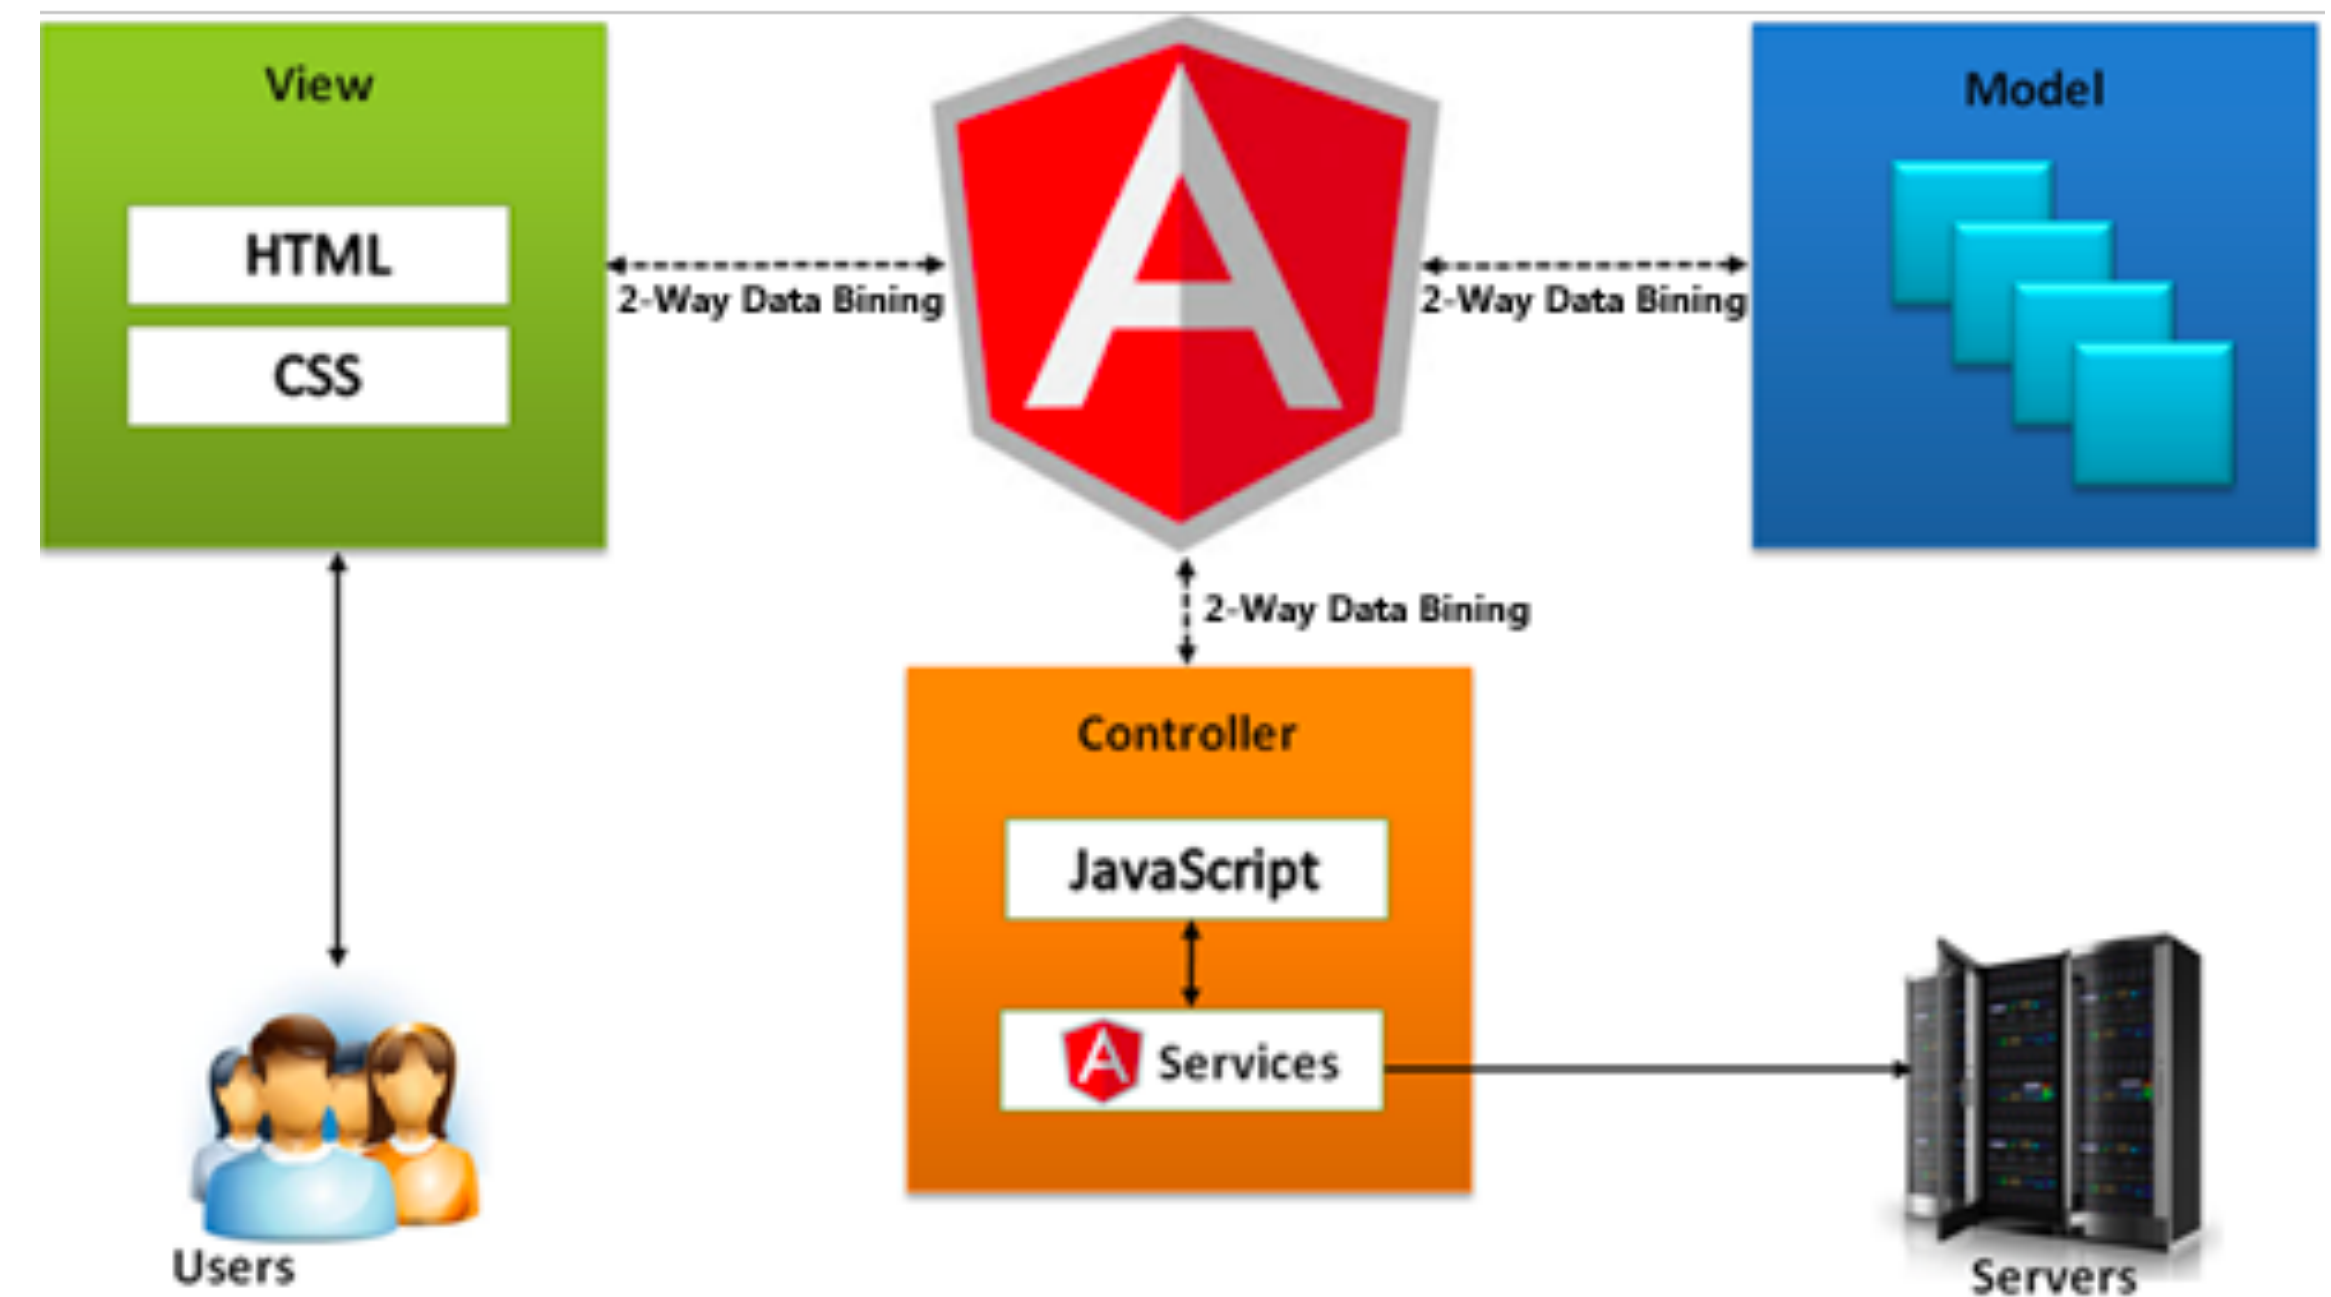 View
HTML
CSS
2-Way Data Bining
A
2-Way Data Bining
Model
2-Way Data Bining
Controller
JavaScript
A Services
Users
Servers